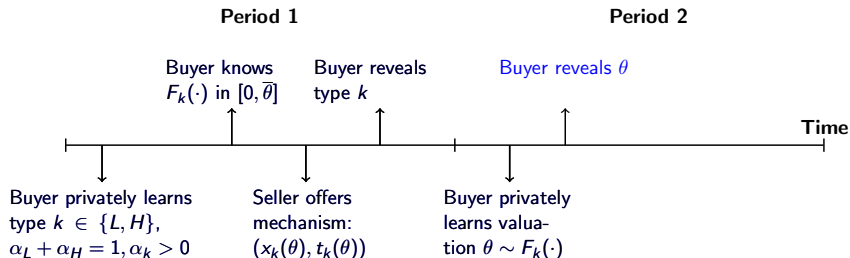 Period 1
Period 2
Buyer knows
F_k(·) in [0, θ̅]
Buyer reveals
type k
Buyer reveals θ
Time
Buyer privately learns
type k ∈ {L, H},
α_L + α_H = 1, α_k > 0
Seller offers
mechanism:
(x_k(θ), t_k(θ))
Buyer privately
learns valua-
tion θ ∼ F_k(·)